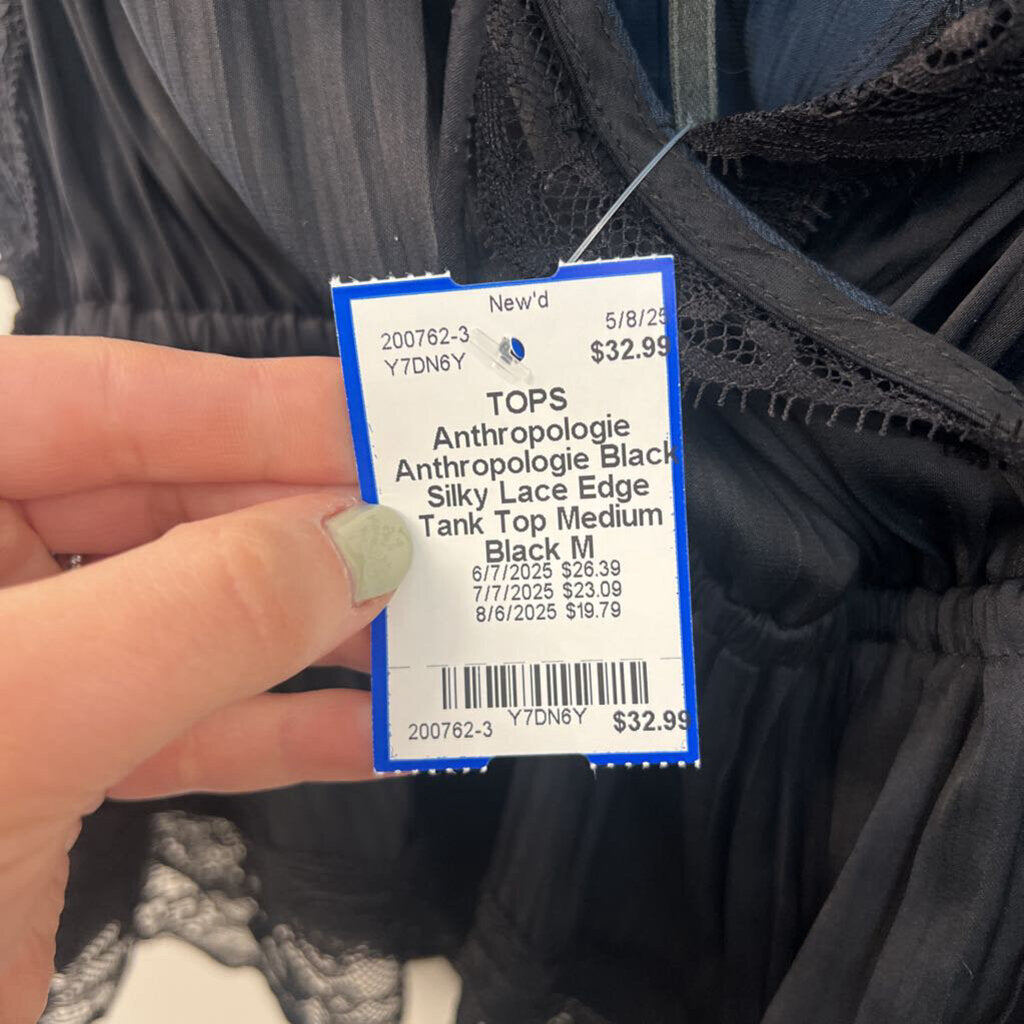 New'd
200762-3 5/8/25
Y7DN6Y $32.99
TOPS
Anthropologie
Anthropologie Black
Silky Lace Edge
Tank Top Medium
Black M
6/7/2025 $26.39
7/7/2025 $23.09
8/6/2025 $19.79
200762-3 Y7DN6Y $32.99